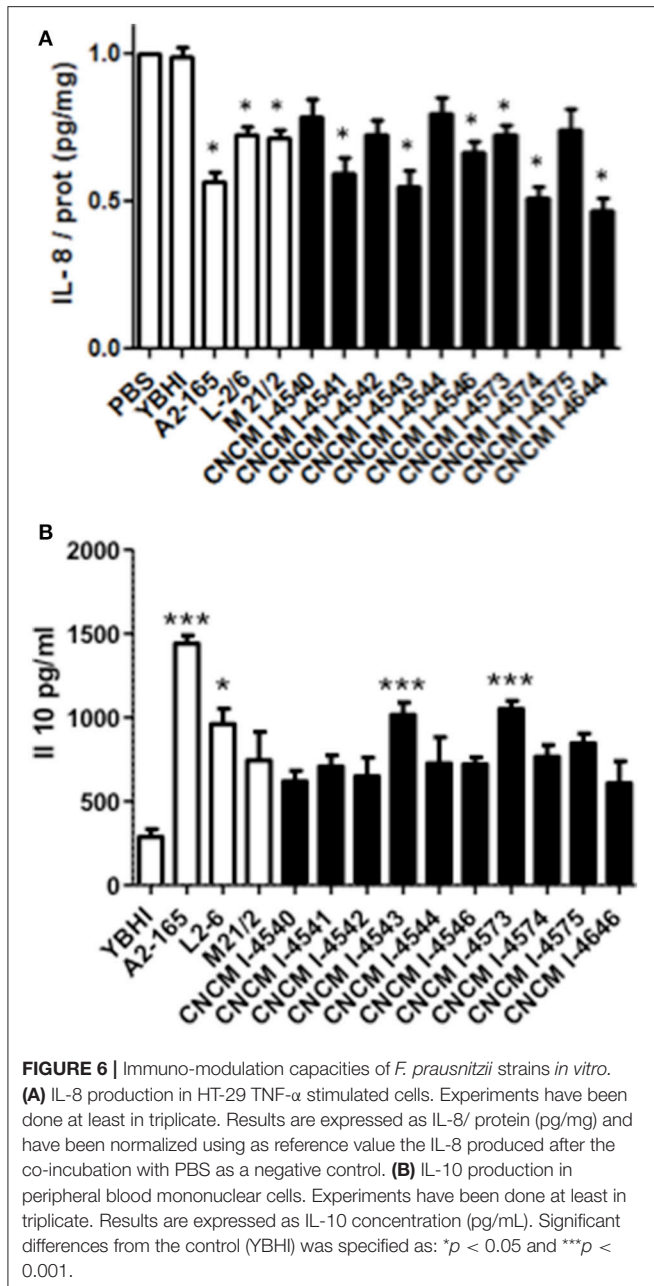 A
IL- 8 / prot (pg/mg)
1.0
0.5
0.0
* * * * * * * * *
PBS
YBHI
A2-165
L-2/6
M 21/2
CNCM I-4540
CNCM I-4541
CNCM I-4542
CNCM I-4543
CNCM I-4544
CNCM I-4546
CNCM I-4573
CNCM I-4574
CNCM I-4575
CNCM I-4644
B
Il 10 pg/ml
2000
1500
1000
500
0
*** * *** ***
YBHI
A2-165
L2-6
M21/2
CNCM I-4540
CNCM I-4541
CNCM I-4542
CNCM I-4543
CNCM I-4544
CNCM I-4546
CNCM I-4573
CNCM I-4574
CNCM I-4575
CNCM I-4646
FIGURE 6 | Immuno-modulation capacities of F. prausnitzii strains in vitro.
(A) IL-8 production in HT-29 TNF-α stimulated cells. Experiments have been
done at least in triplicate. Results are expressed as IL-8/ protein (pg/mg) and
have been normalized using as reference value the IL-8 produced after the
co-incubation with PBS as a negative control. (B) IL-10 production in
peripheral blood mononuclear cells. Experiments have been done at least in
triplicate. Results are expressed as IL-10 concentration (pg/mL). Significant
differences from the control (YBHI) was specified as: *p < 0.05 and ***p <
0.001.